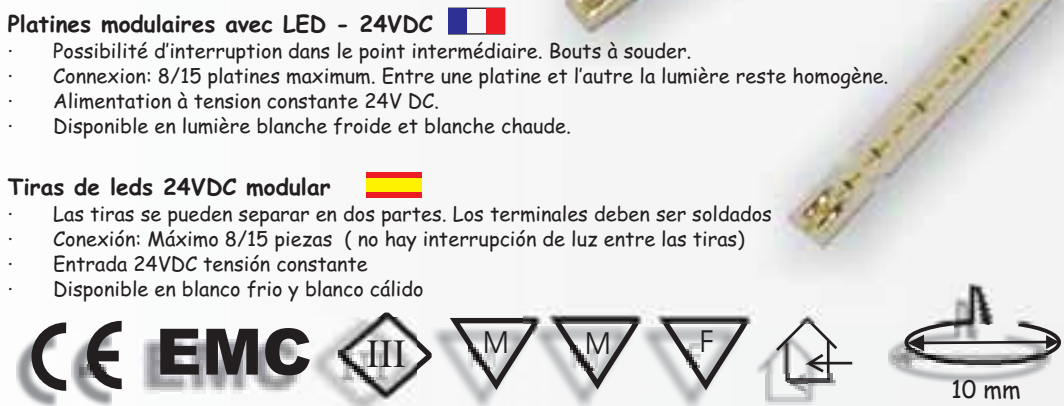 Platines modulaires avec LED - 24VDC
· Possibilité d'interruption dans le point intermédiaire. Bouts à souder.
· Connexion: 8/15 platines maximum. Entre une platine et l'autre la lumière reste homogène.
· Alimentation à tension constante 24V DC.
· Disponible en lumière blanche froide et blanche chaude.
Tiras de leds 24VDC modular
· Las tiras se pueden separar en dos partes. Los terminales deben ser soldados
· Conexión: Máximo 8/15 piezas ( no hay interrupción de luz entre las tiras)
· Entrada 24VDC tensión constante
· Disponible en blanco frio y blanco cálido
CE EMC III M M F
10 mm